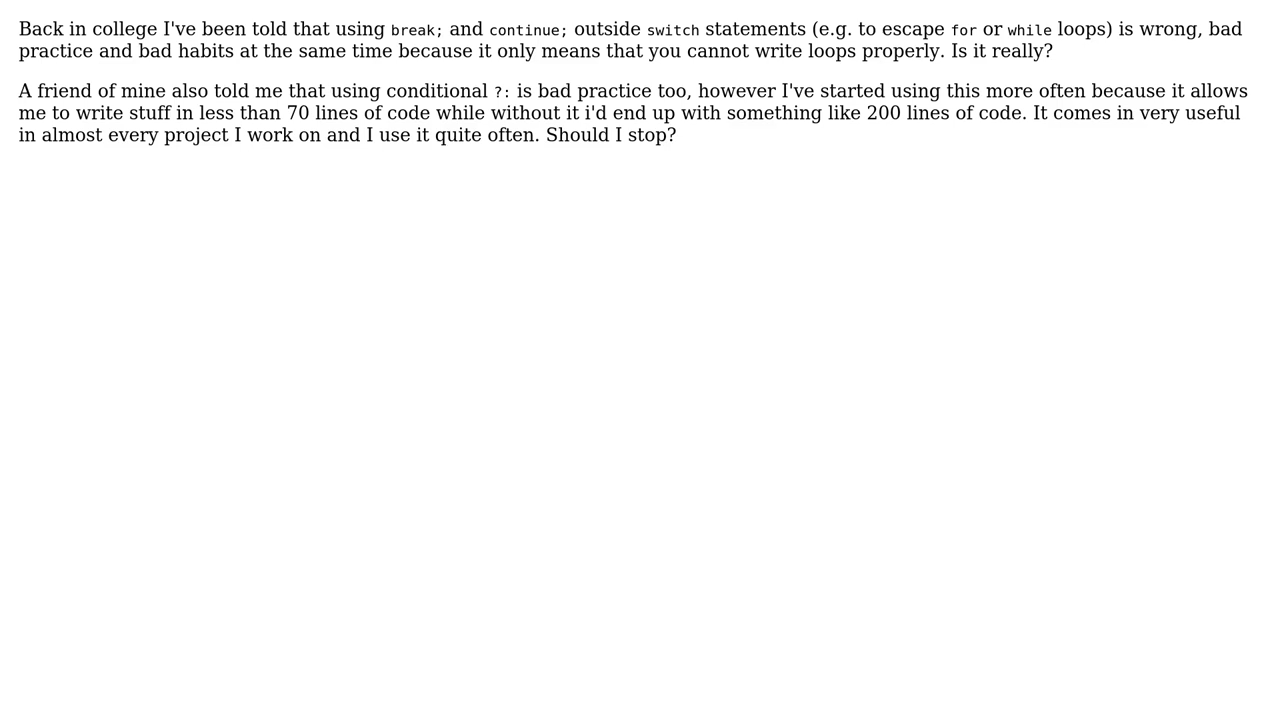 Back in college I've been told that using break; and continue; outside switch statements (e.g. to escape for or while loops) is wrong, bad
practice and bad habits at the same time because it only means that you cannot write loops properly. Is it really?
A friend of mine also told me that using conditional ?: is bad practice too, however I've started using this more often because it allows
me to write stuff in less than 70 lines of code while without it i'd end up with something like 200 lines of code. It comes in very useful
in almost every project I work on and I use it quite often. Should I stop?